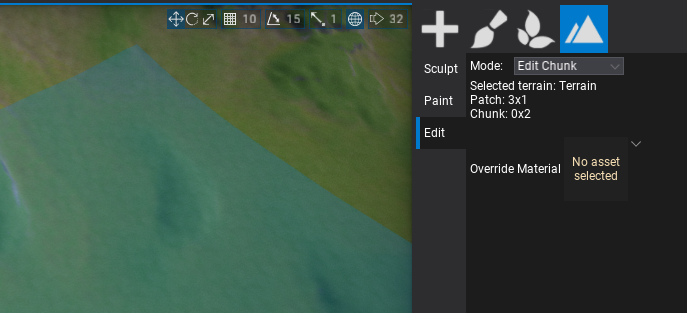 10 15 1 32
Sculpt
Paint
Edit
Mode: Edit Chunk
Selected terrain: Terrain
Patch: 3x1
Chunk: 0x2
Override Material
No asset
selected